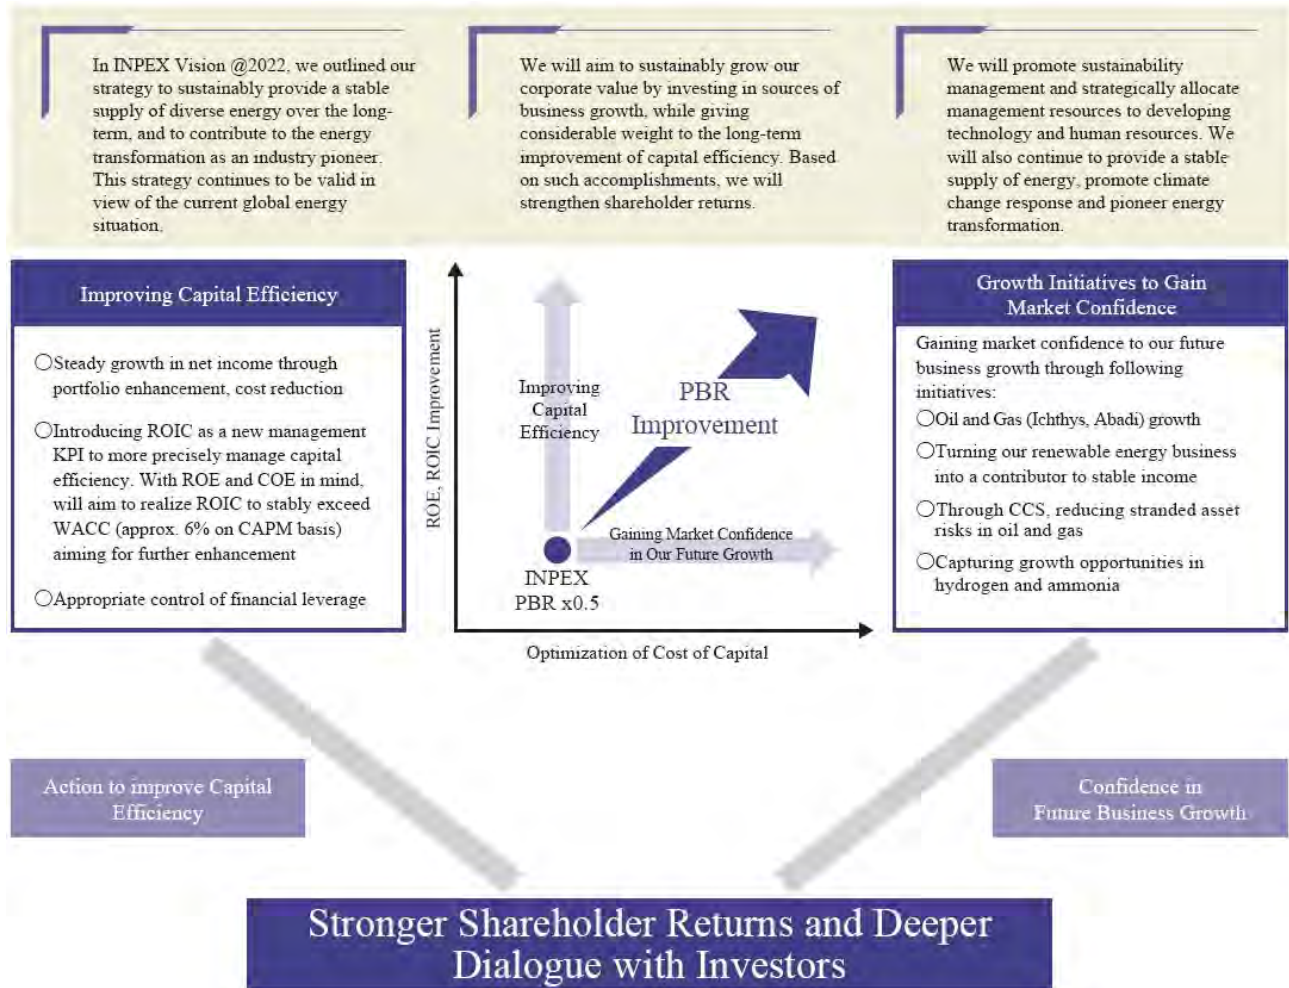 In INPEX Vision @2022, we outlined our
strategy to sustainably provide a stable
supply of diverse energy over the long-
term, and to contribute to the energy
transformation as an industry pioneer.
This strategy continues to be valid in
view of the current global energy
situation.
We will aim to sustainably grow our
corporate value by investing in sources of
business growth, while giving
considerable weight to the long-term
improvement of capital efficiency. Based
on such accomplishments, we will
strengthen shareholder returns.
We will promote sustainability
management and strategically allocate
management resources to developing
technology and human resources. We
will also continue to provide a stable
supply of energy, promote climate
change response and pioneer energy
transformation.
Improving Capital Efficiency
○Steady growth in net income through
portfolio enhancement, cost reduction
○Introducing ROIC as a new management
KPI to more precisely manage capital
efficiency. With ROE and COE in mind,
will aim to realize ROIC to stably exceed
WACC (approx. 6% on CAPM basis)
aiming for further enhancement
○Appropriate control of financial leverage
ROE, ROIC Improvement
Improving
Capital
Efficiency
PBR
Improvement
Gaining Market Confidence
in Our Future Growth
INPEX
PBR x0.5
Optimization of Cost of Capital
Growth Initiatives to Gain
Market Confidence
Gaining market confidence to our future
business growth through following
initiatives:
○Oil and Gas (Ichthys, Abadi) growth
○Turning our renewable energy business
into a contributor to stable income
○Through CCS, reducing stranded asset
risks in oil and gas
○Capturing growth opportunities in
hydrogen and ammonia
Action to improve Capital
Efficiency
Confidence in
Future Business Growth
Stronger Shareholder Returns and Deeper
Dialogue with Investors